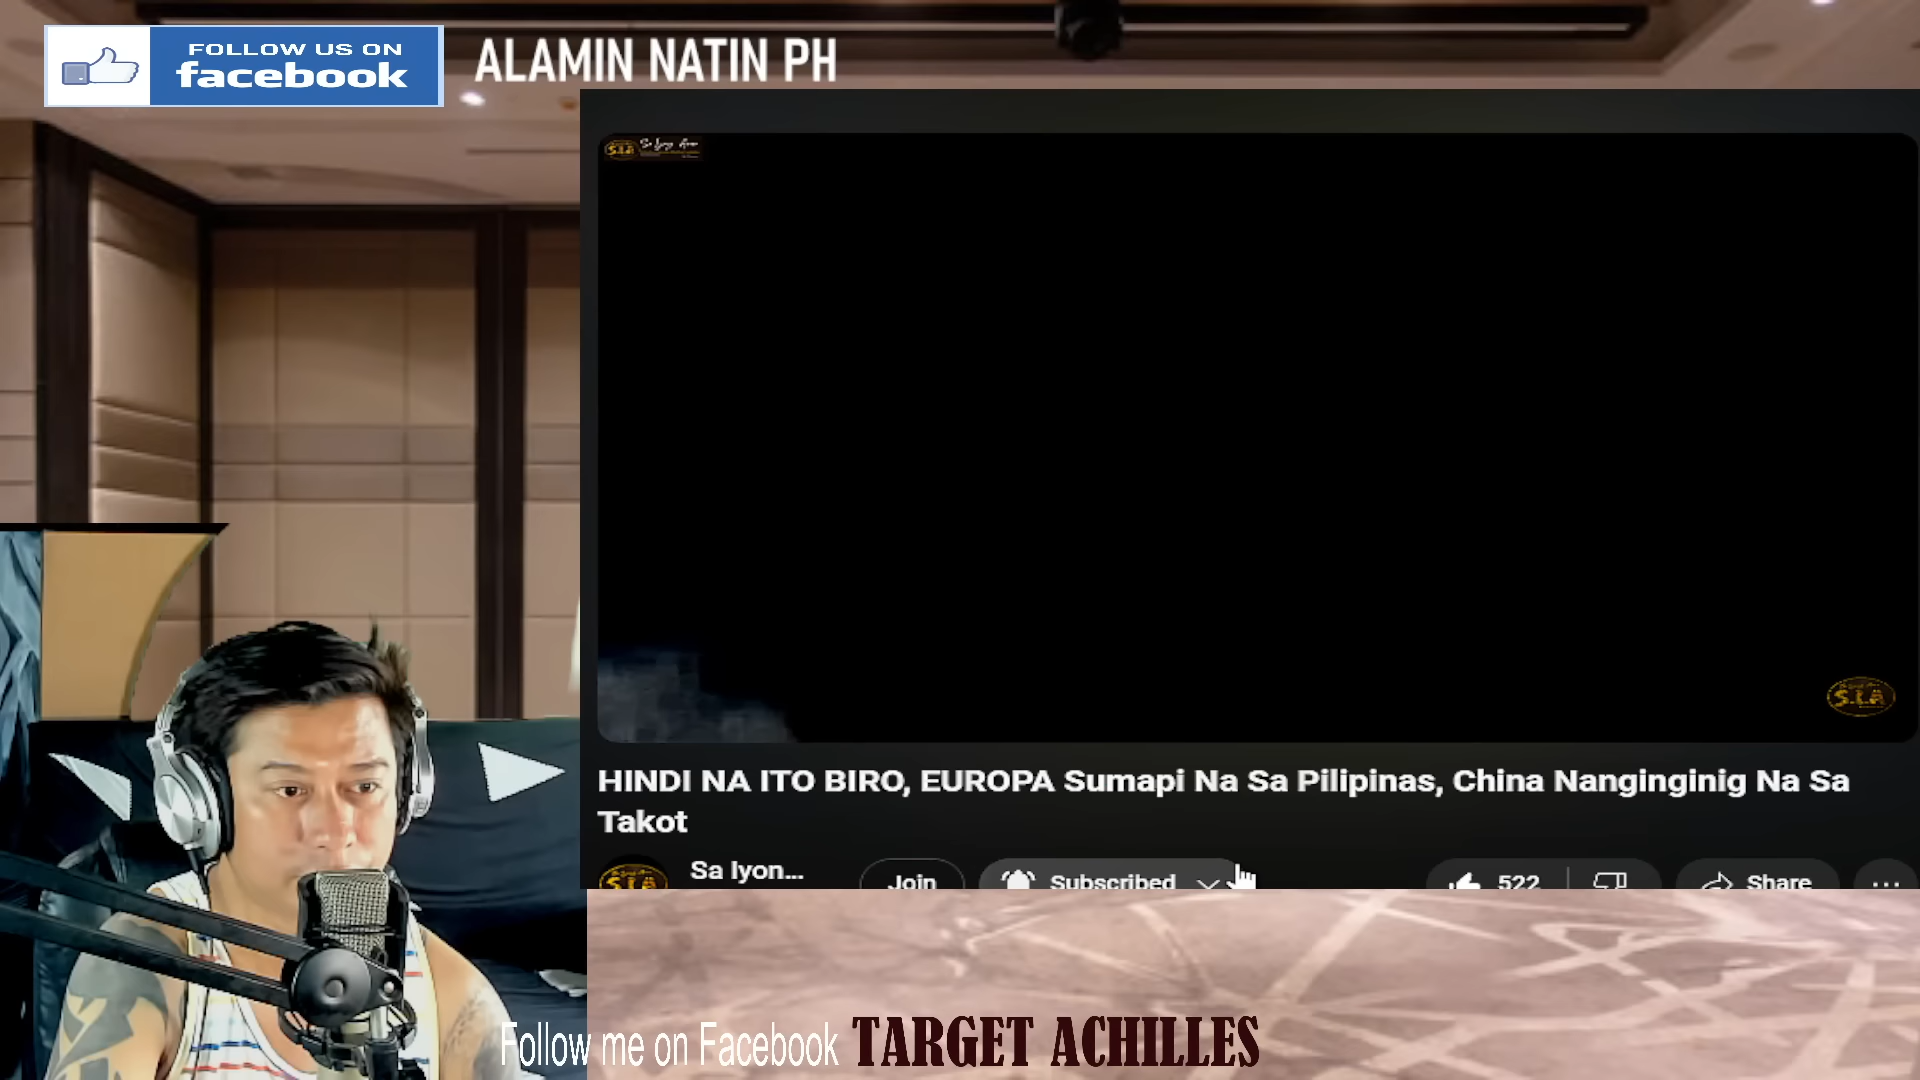 FOLLOW US ON
facebook
ALAMIN NATIN PH
S.I.A
S.I.A
HINDI NA ITO BIRO, EUROPA Sumapi Na Sa Pilipinas, China Nanginginig Na Sa
Takot
S.I.A
Sa Iyon...
Join
Subscribed
522
Share
Follow me on Facebook TARGET ACHILLES